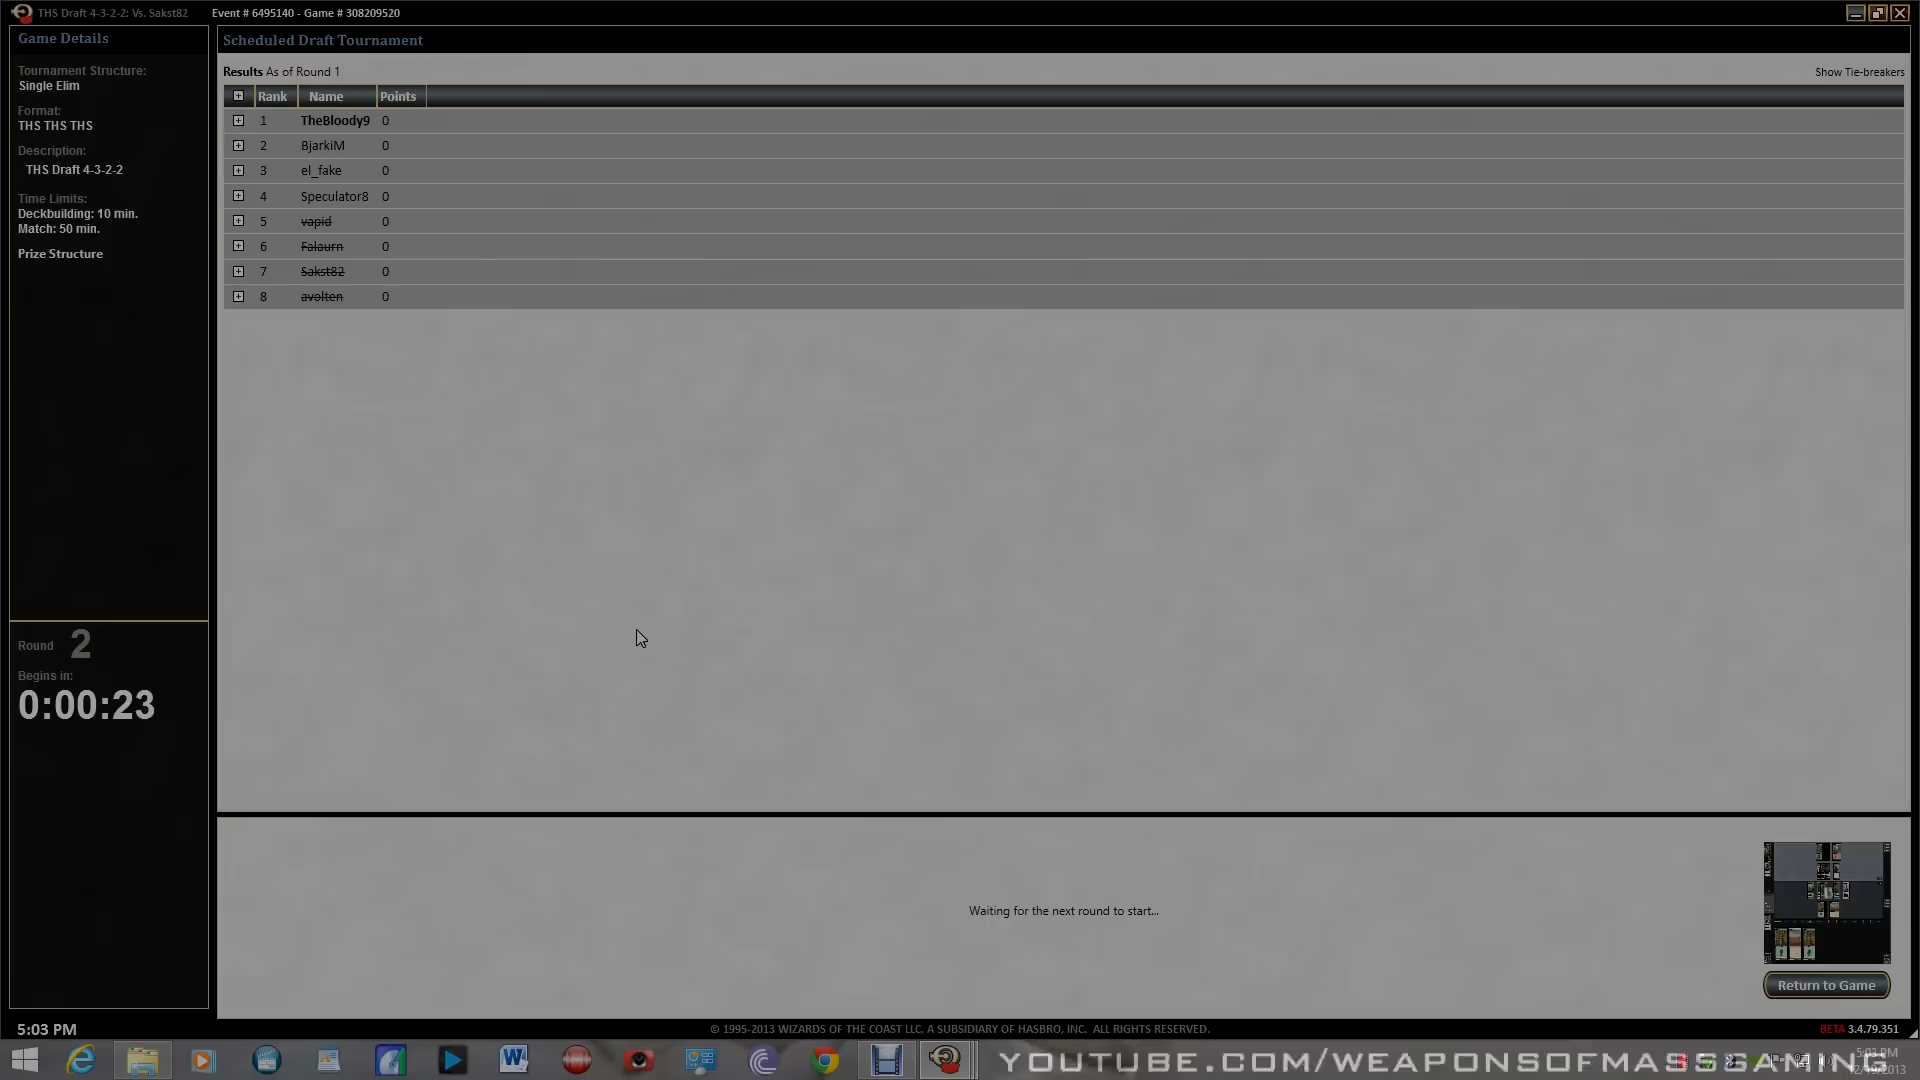 THS Draft 4-3-2-2: Vs. Sakst82
Event # 6495140 - Game # 308209520
Game Details
Tournament Structure:
Single Elim
Format:
THS THS THS
Description:
THS Draft 4-3-2-2
Time Limits:
Deckbuilding: 10 min.
Match: 50 min.
Prize Structure
Round 2
Begins in:
0:00:23
Scheduled Draft Tournament
Results As of Round 1
Show Tie-breakers
Rank Name Points
1 TheBloody9 0
2 BjarkiM 0
3 el_fake 0
4 Speculator8 0
5 vapid 0
6 Falaurn 0
7 Sakst82 0
8 avolten 0
Waiting for the next round to start...
Return to Game
5:03 PM
© 1995-2013 WIZARDS OF THE COAST LLC, A SUBSIDIARY OF HASBRO, INC. ALL RIGHTS RESERVED.
BETA 3.4.79.351
YOUTUBE.COM/WEAPONSOFMASSGAMING
5:03 PM
12/19/2013